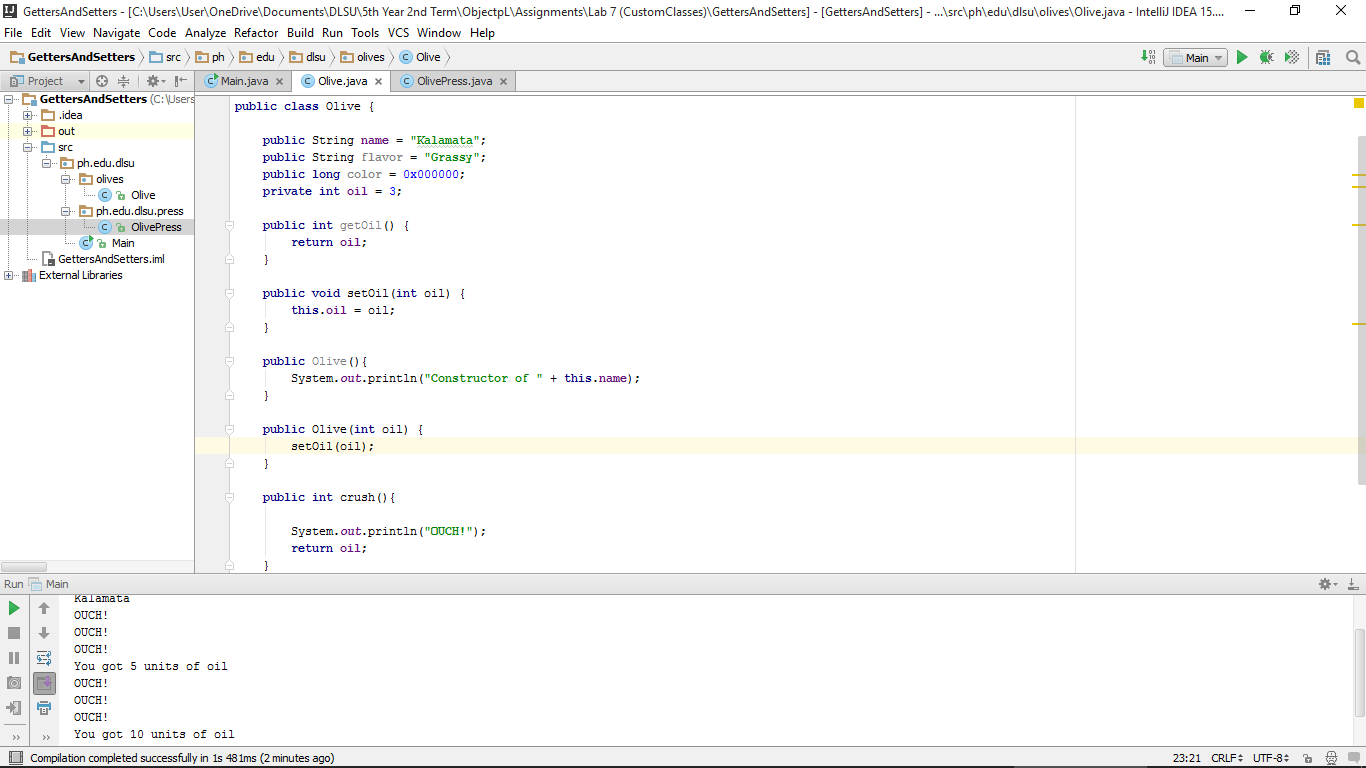 GettersAndSetters - [C:\Users\User\OneDrive\Documents\DLSU\5th Year 2nd Term\ObjectpL\Assignments\Lab 7 (CustomClasses)\GettersAndSetters] - [GettersAndSetters] - ...\src\ph\edu\dlsu\olives\Olive.java - IntelliJ IDEA 15....
File Edit View Navigate Code Analyze Refactor Build Run Tools VCS Window Help
GettersAndSetters src ph edu dlsu olives Olive Main
Project Main.java Olive.java OlivePress.java
GettersAndSetters (C:\Users
.idea
out
src
ph.edu.dlsu
olives
Olive
ph.edu.dlsu.press
OlivePress
Main
GettersAndSetters.iml
External Libraries
public class Olive {
public String name = "Kalamata";
public String flavor = "Grassy";
public long color = 0x000000;
private int oil = 3;
public int getOil() {
return oil;
}
public void setOil(int oil) {
this.oil = oil;
}
public Olive(){
System.out.println("Constructor of " + this.name);
}
public Olive(int oil) {
setOil(oil);
}
public int crush(){
System.out.println("OUCH!");
return oil;
}
Run Main
Kalamata
OUCH!
OUCH!
OUCH!
You got 5 units of oil
OUCH!
OUCH!
OUCH!
You got 10 units of oil
Compilation completed successfully in 1s 481ms (2 minutes ago) 23:21 CRLF UTF-8